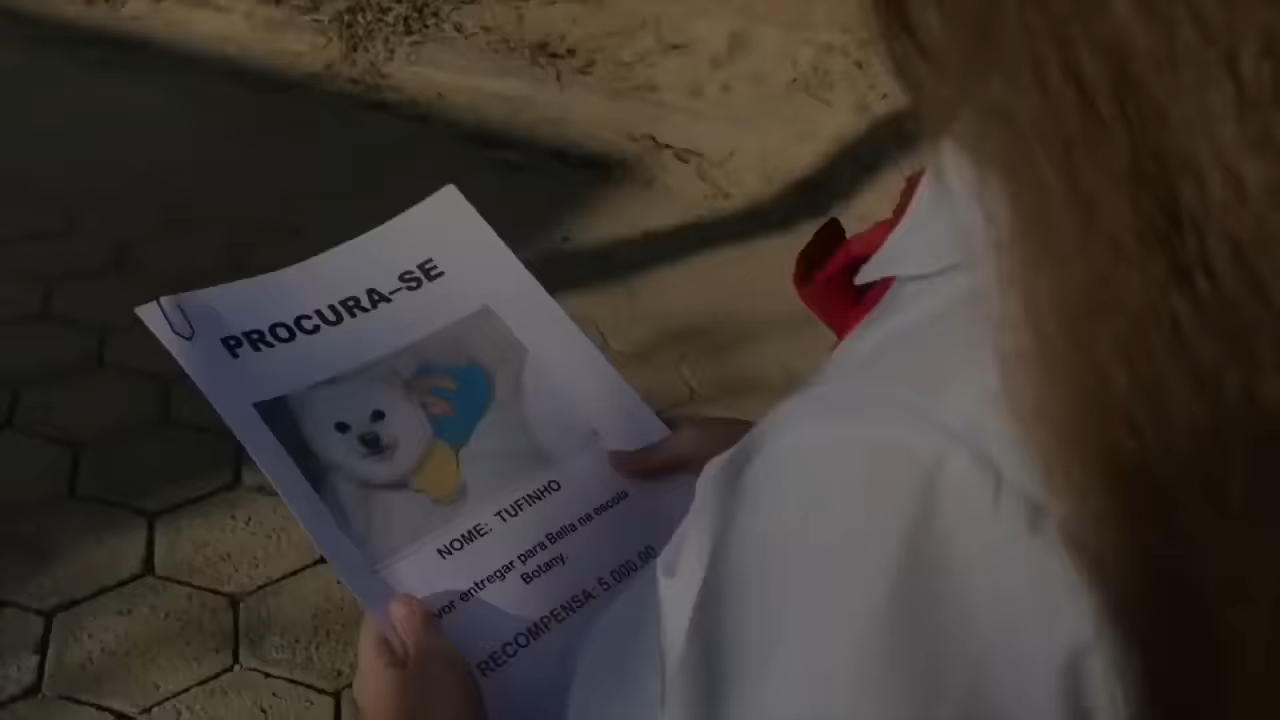 PROCURA-SE
NOME: TUFINHO
vor entregar para Bella na escola
Botany.
RECOMPENSA: 5.000,00